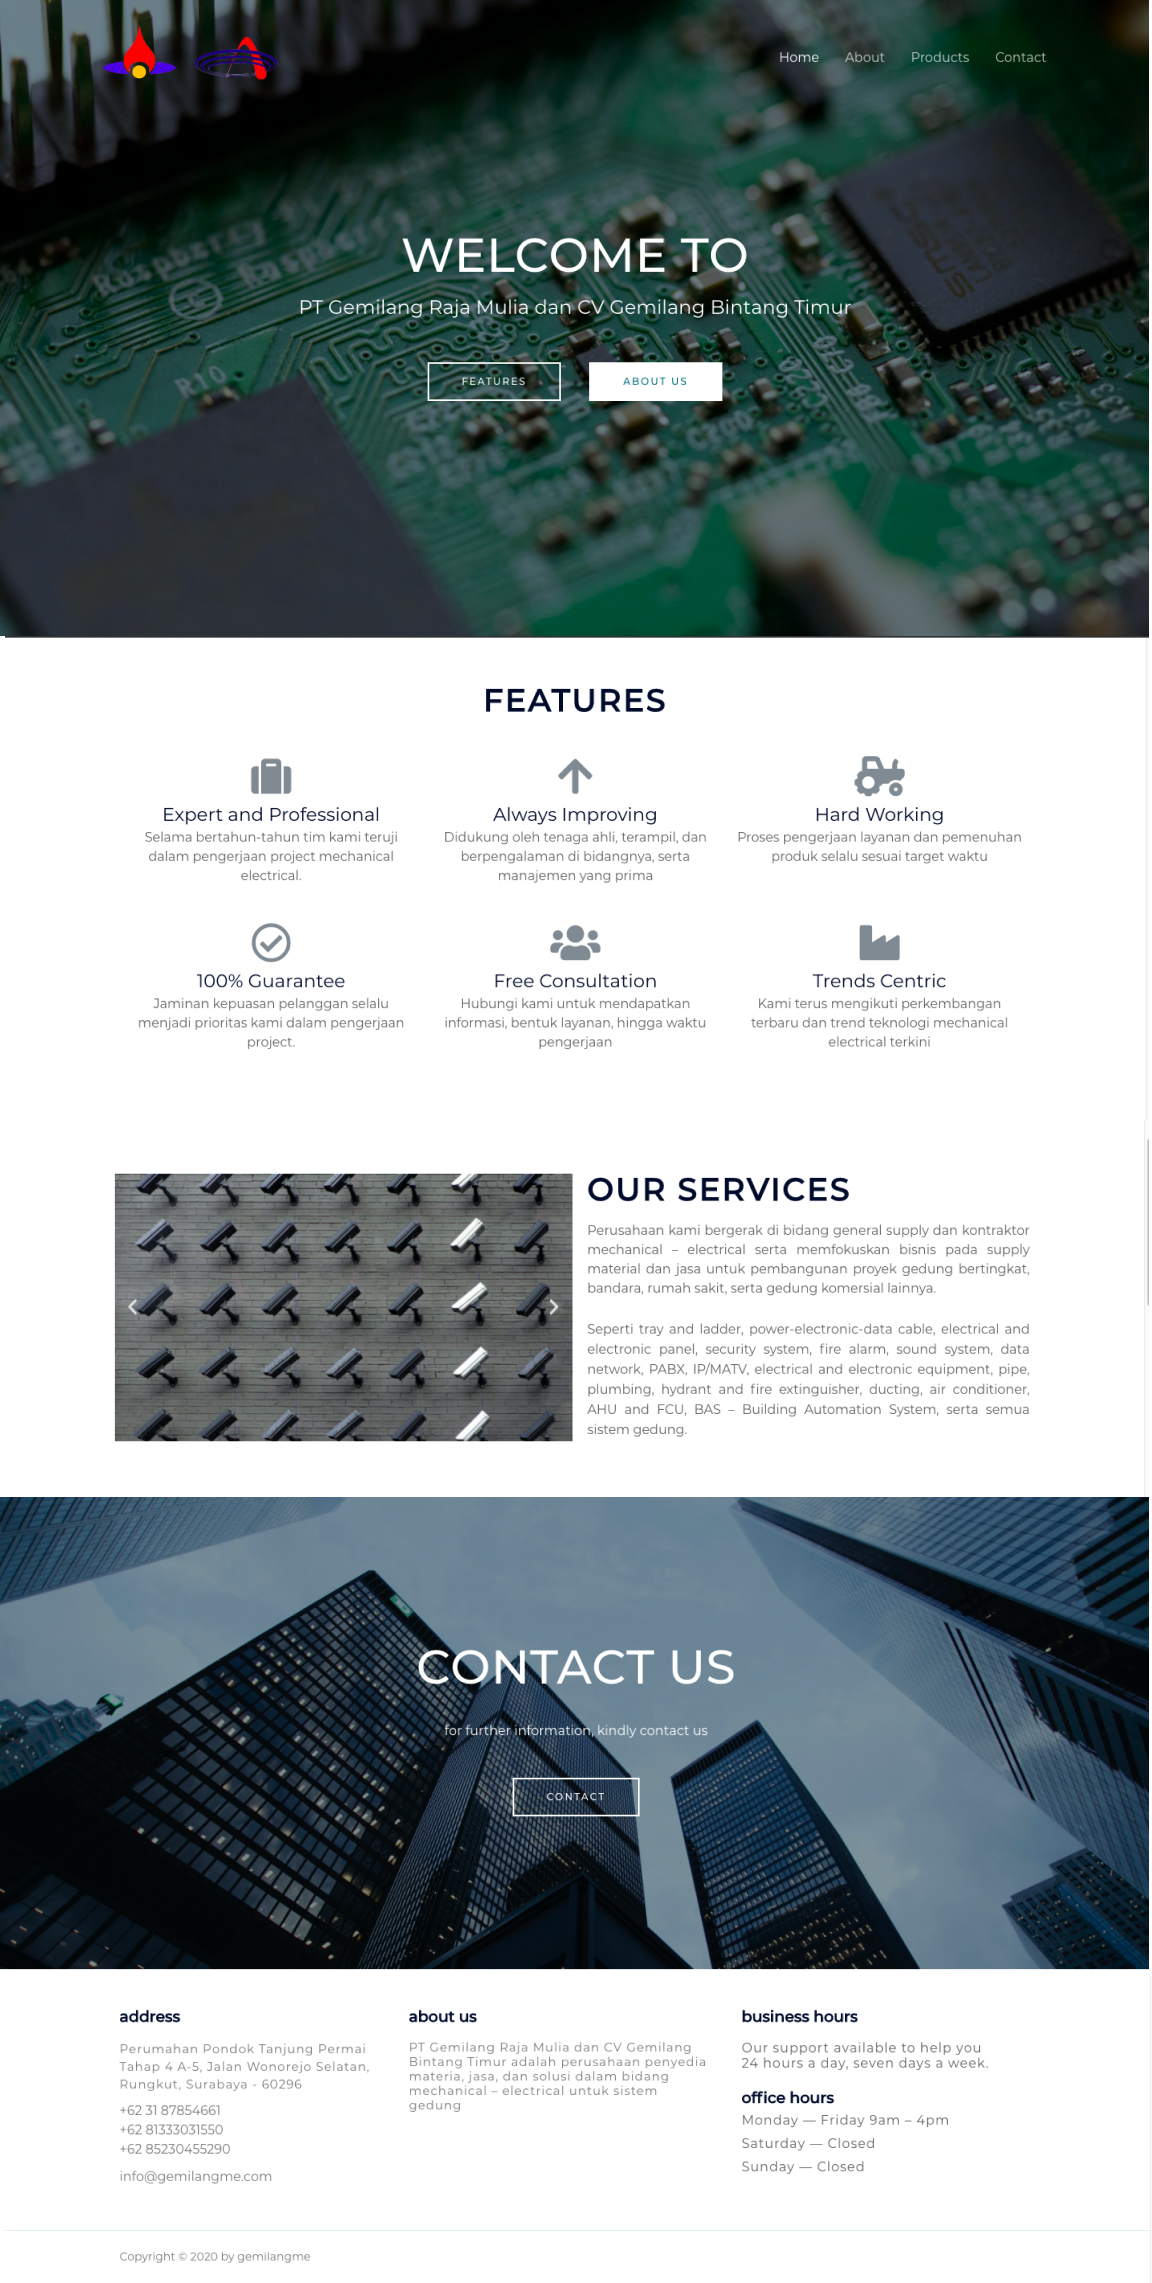 Home About Products Contact
WELCOME TO
PT Gemilang Raja Mulia dan CV Gemilang Bintang Timur
FEATURES ABOUT US
FEATURES
Expert and Professional
Selama bertahun-tahun tim kami teruji
dalam pengerjaan project mechanical
electrical.
Always Improving
Didukung oleh tenaga ahli, terampil, dan
berpengalaman di bidangnya, serta
manajemen yang prima
Hard Working
Proses pengerjaan layanan dan pemenuhan
produk selalu sesuai target waktu
100% Guarantee
Jaminan kepuasan pelanggan selalu
menjadi prioritas kami dalam pengerjaan
project.
Free Consultation
Hubungi kami untuk mendapatkan
informasi, bentuk layanan, hingga waktu
pengerjaan
Trends Centric
Kami terus mengikuti perkembangan
terbaru dan trend teknologi mechanical
electrical terkini
OUR SERVICES
Perusahaan kami bergerak di bidang general supply dan kontraktor
mechanical – electrical serta memfokuskan bisnis pada supply
material dan jasa untuk pembangunan proyek gedung bertingkat,
bandara, rumah sakit, serta gedung komersial lainnya.
Seperti tray and ladder, power-electronic-data cable, electrical and
electronic panel, security system, fire alarm, sound system, data
network, PABX, IP/MATV, electrical and electronic equipment, pipe,
plumbing, hydrant and fire extinguisher, ducting, air conditioner,
AHU and FCU, BAS – Building Automation System, serta semua
sistem gedung.
CONTACT US
for further information, kindly contact us
CONTACT
address
Perumahan Pondok Tanjung Permai
Tahap 4 A-5, Jalan Wonorejo Selatan,
Rungkut, Surabaya - 60296
+62 31 87854661
+62 81333031550
+62 85230455290
info@gemilangme.com
about us
PT Gemilang Raja Mulia dan CV Gemilang
Bintang Timur adalah perusahaan penyedia
materia, jasa, dan solusi dalam bidang
mechanical – electrical untuk sistem
gedung
business hours
Our support available to help you
24 hours a day, seven days a week.
office hours
Monday — Friday 9am – 4pm
Saturday — Closed
Sunday — Closed
Copyright © 2020 by gemilangme